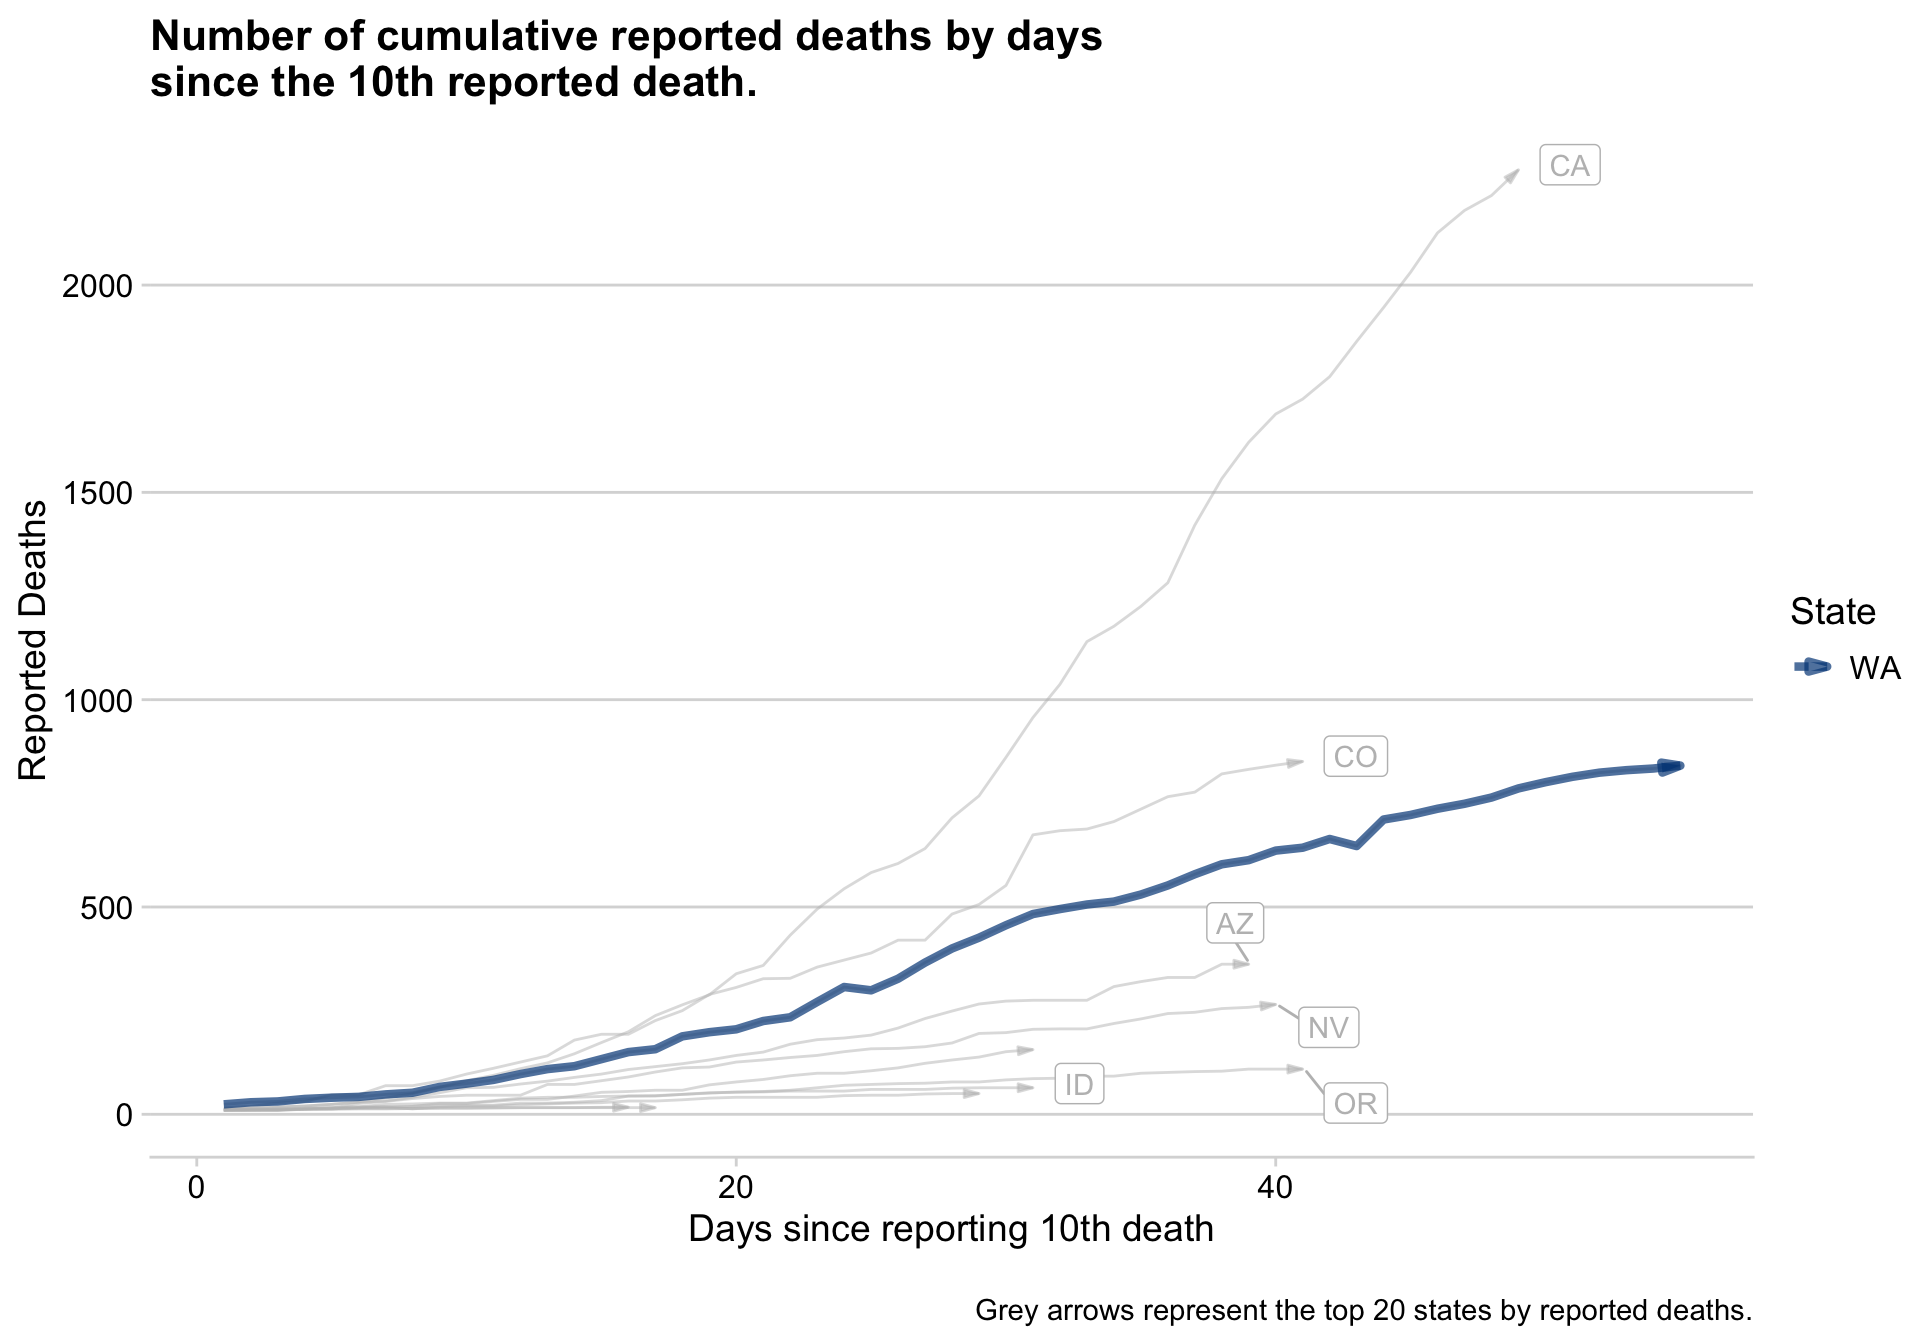 Number of cumulative reported deaths by days
since the 10th reported death.
CA
2000
1500
Reported Deaths
State
WA
1000
CO
500
AZ
NV
ID
OR
0
0 20 40
Days since reporting 10th death
Grey arrows represent the top 20 states by reported deaths.